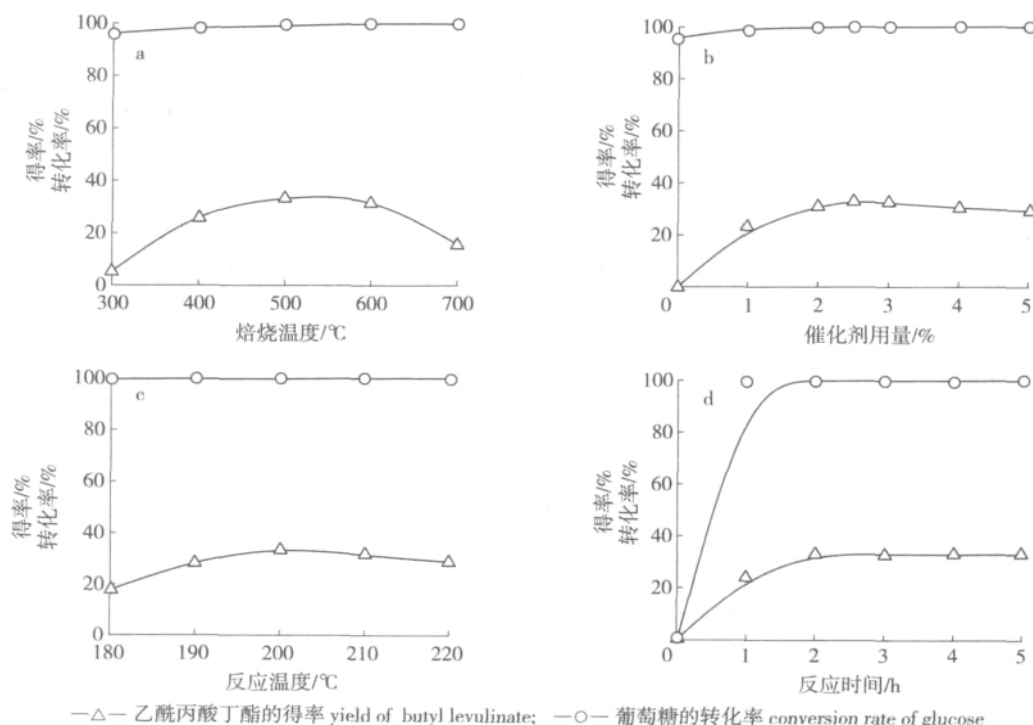 100
80
60
40
20
0
得率/%
转化率/%
a
300 400 500 600 700
焙烧温度/℃
100
80
60
40
20
0
得率/%
转化率/%
b
1 2 3 4 5
催化剂用量/%
100
80
60
40
20
0
得率/%
转化率/%
c
180 190 200 210 220
反应温度/℃
100
80
60
40
20
0
得率/%
转化率/%
d
1 2 3 4 5
反应时间/h
—△— 乙酰丙酸丁酯的得率 yield of butyl levulinate; —○— 葡萄糖的转化率 conversion rate of glucose